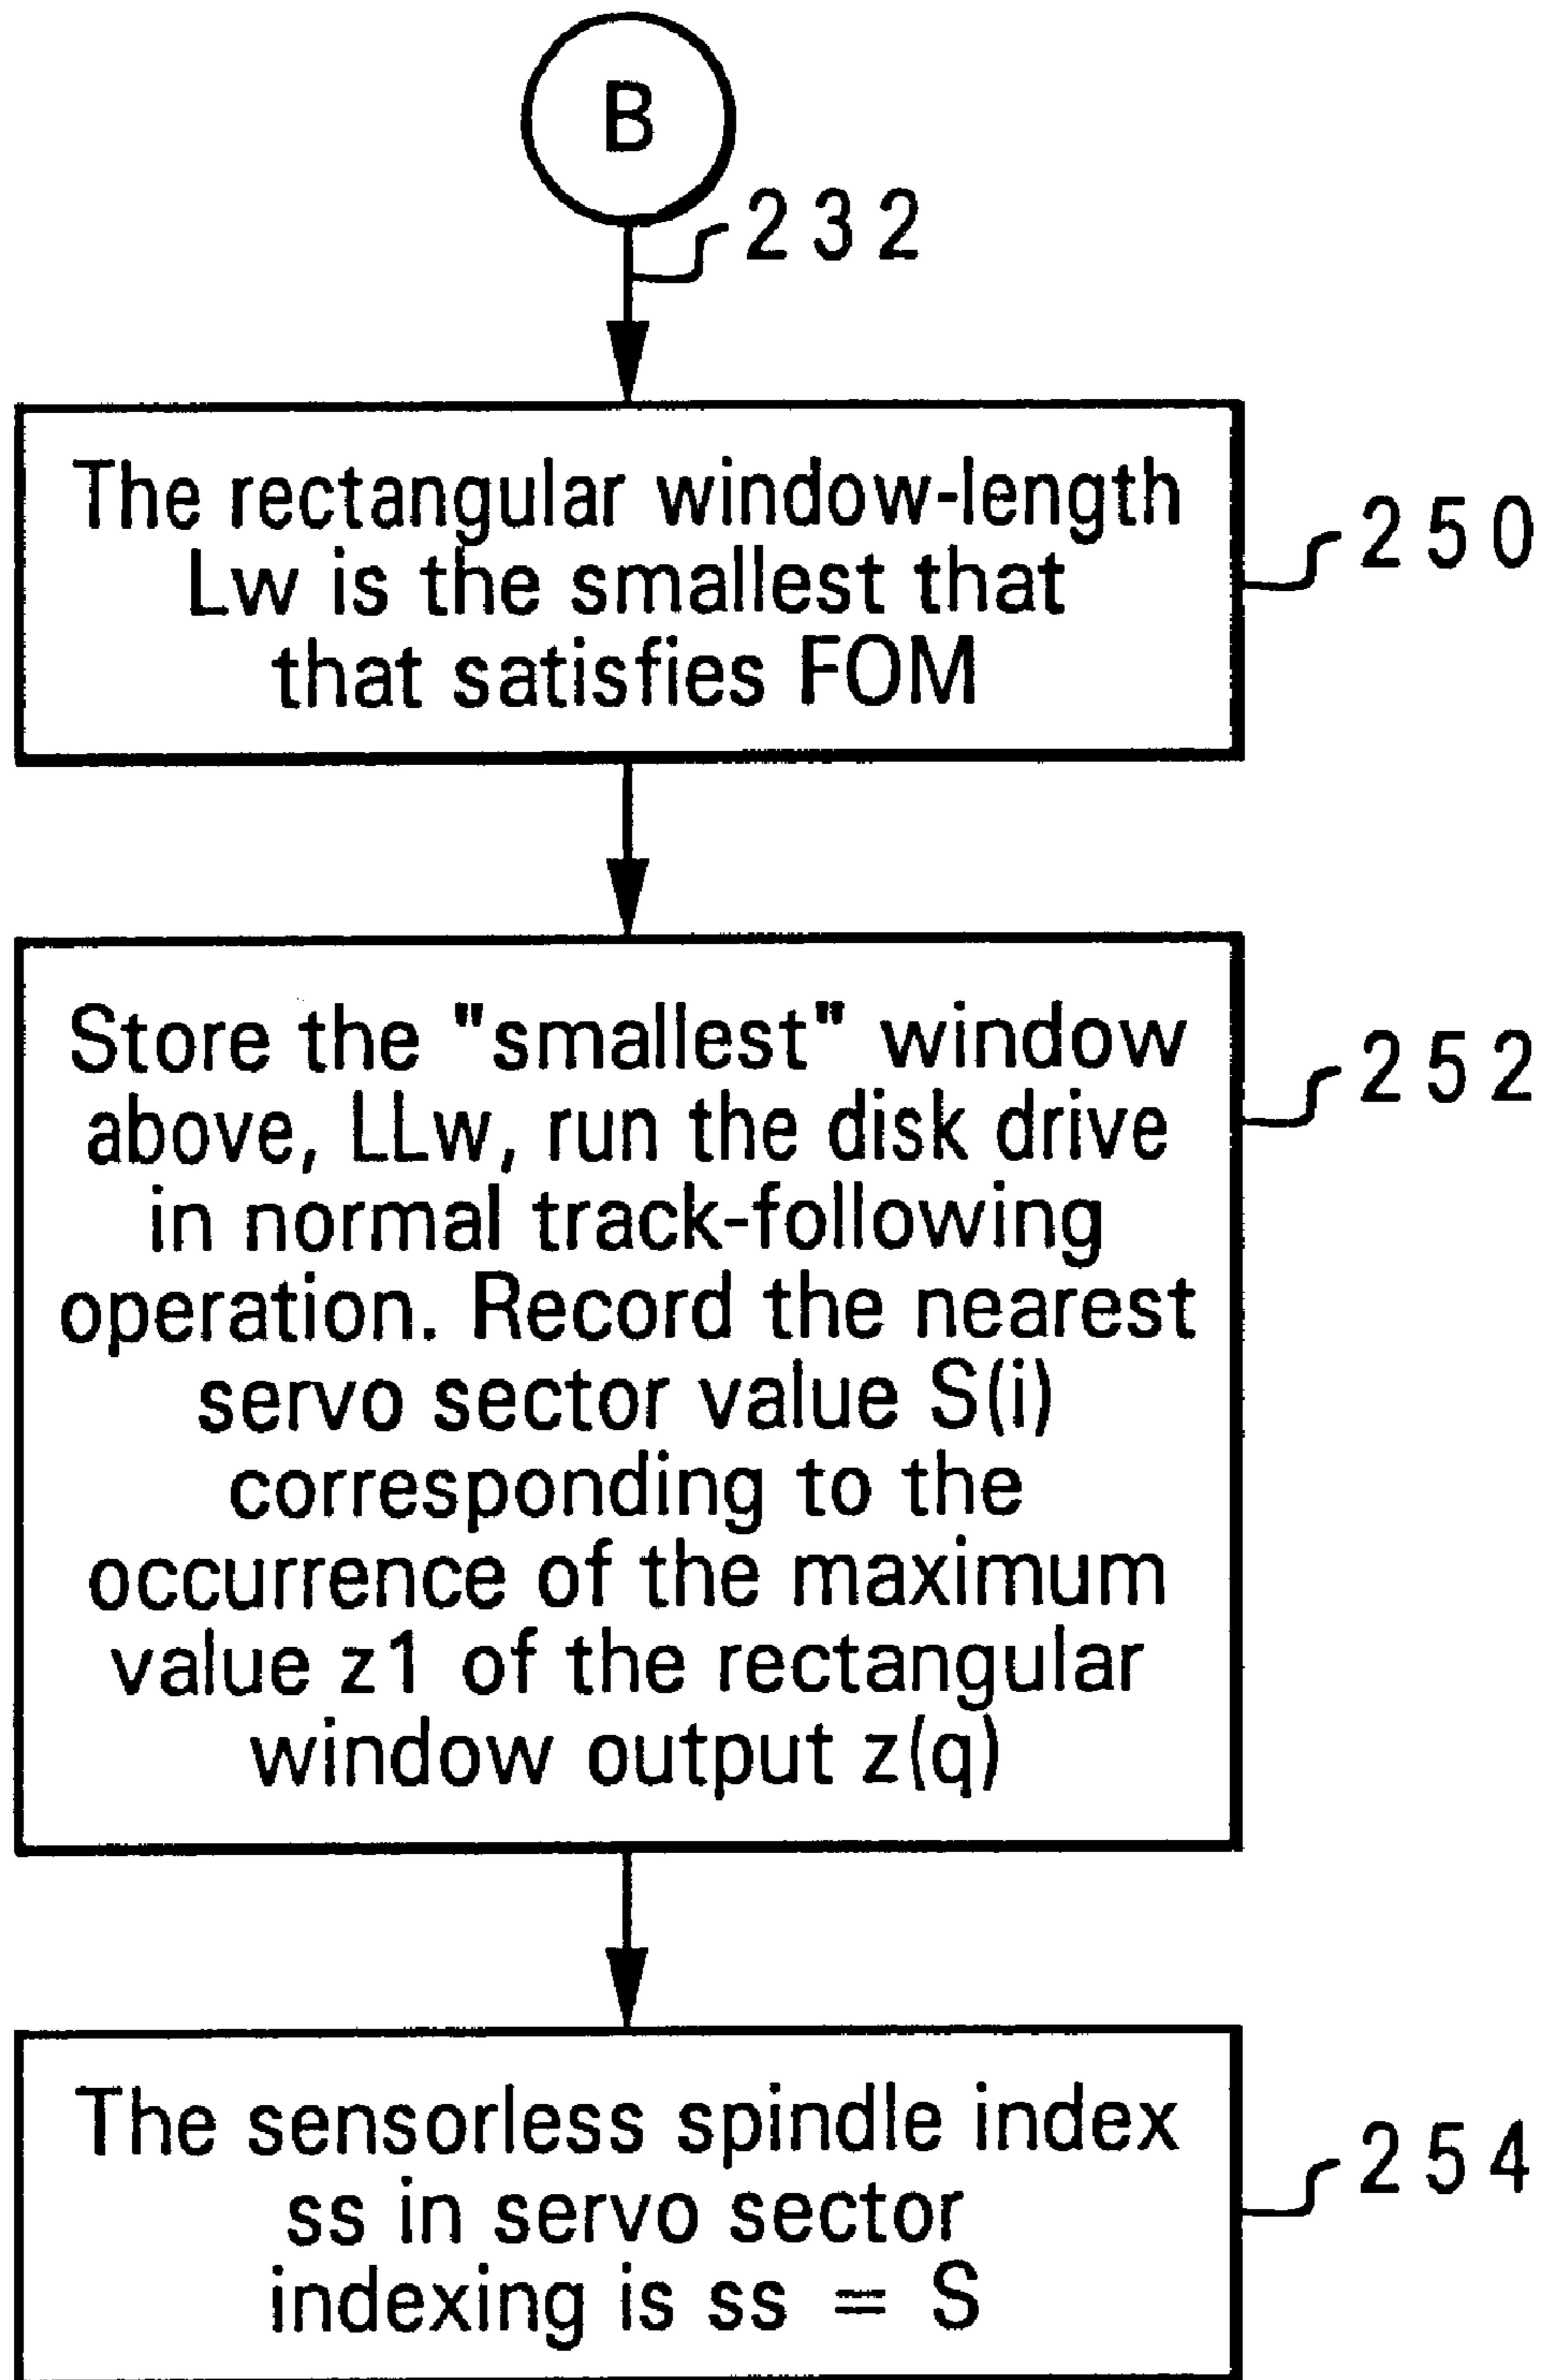 B
232
The rectangular window-length
Lw is the smallest that
that satisfies FOM
250
Store the "smallest" window
above, LLw, run the disk drive
in normal track-following
operation. Record the nearest
servo sector value S(i)
corresponding to the
occurrence of the maximum
value z1 of the rectangular
window output z(q)
252
The sensorless spindle index
ss in servo sector
indexing is ss = S
254